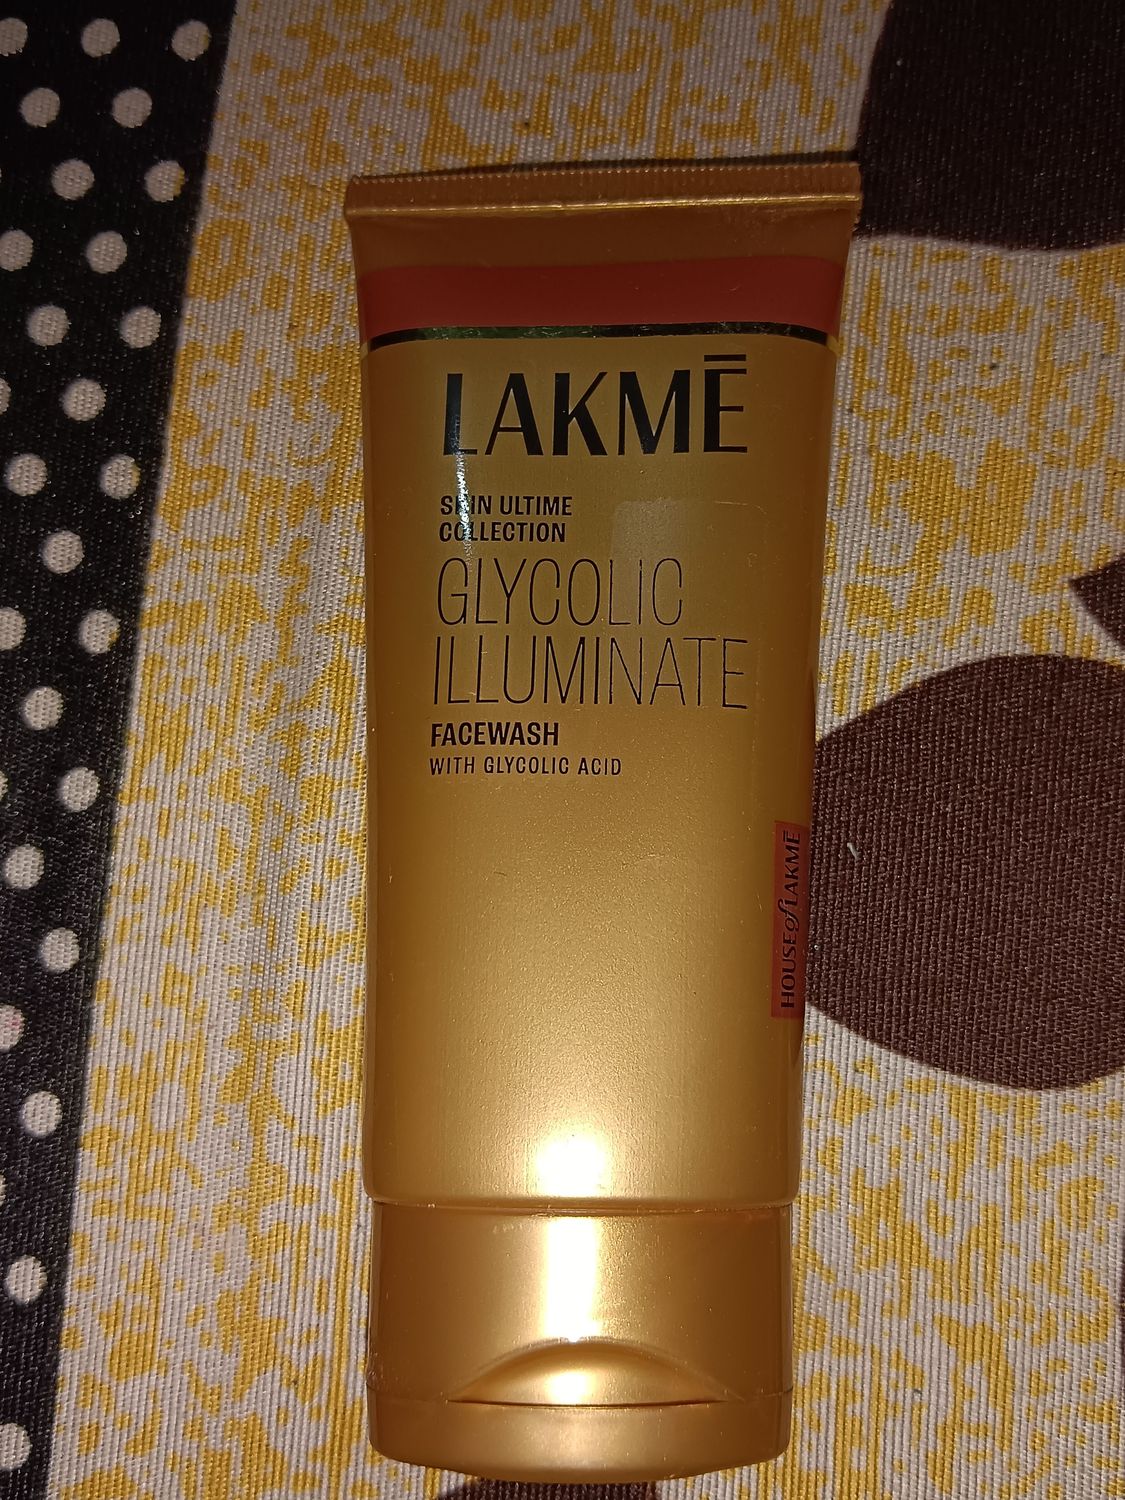 LAKMĒ
SKIN ULTIME
COLLECTION
GLYCOLIC
ILLUMINATE
FACEWASH
WITH GLYCOLIC ACID
HOUSE of LAKMĒ